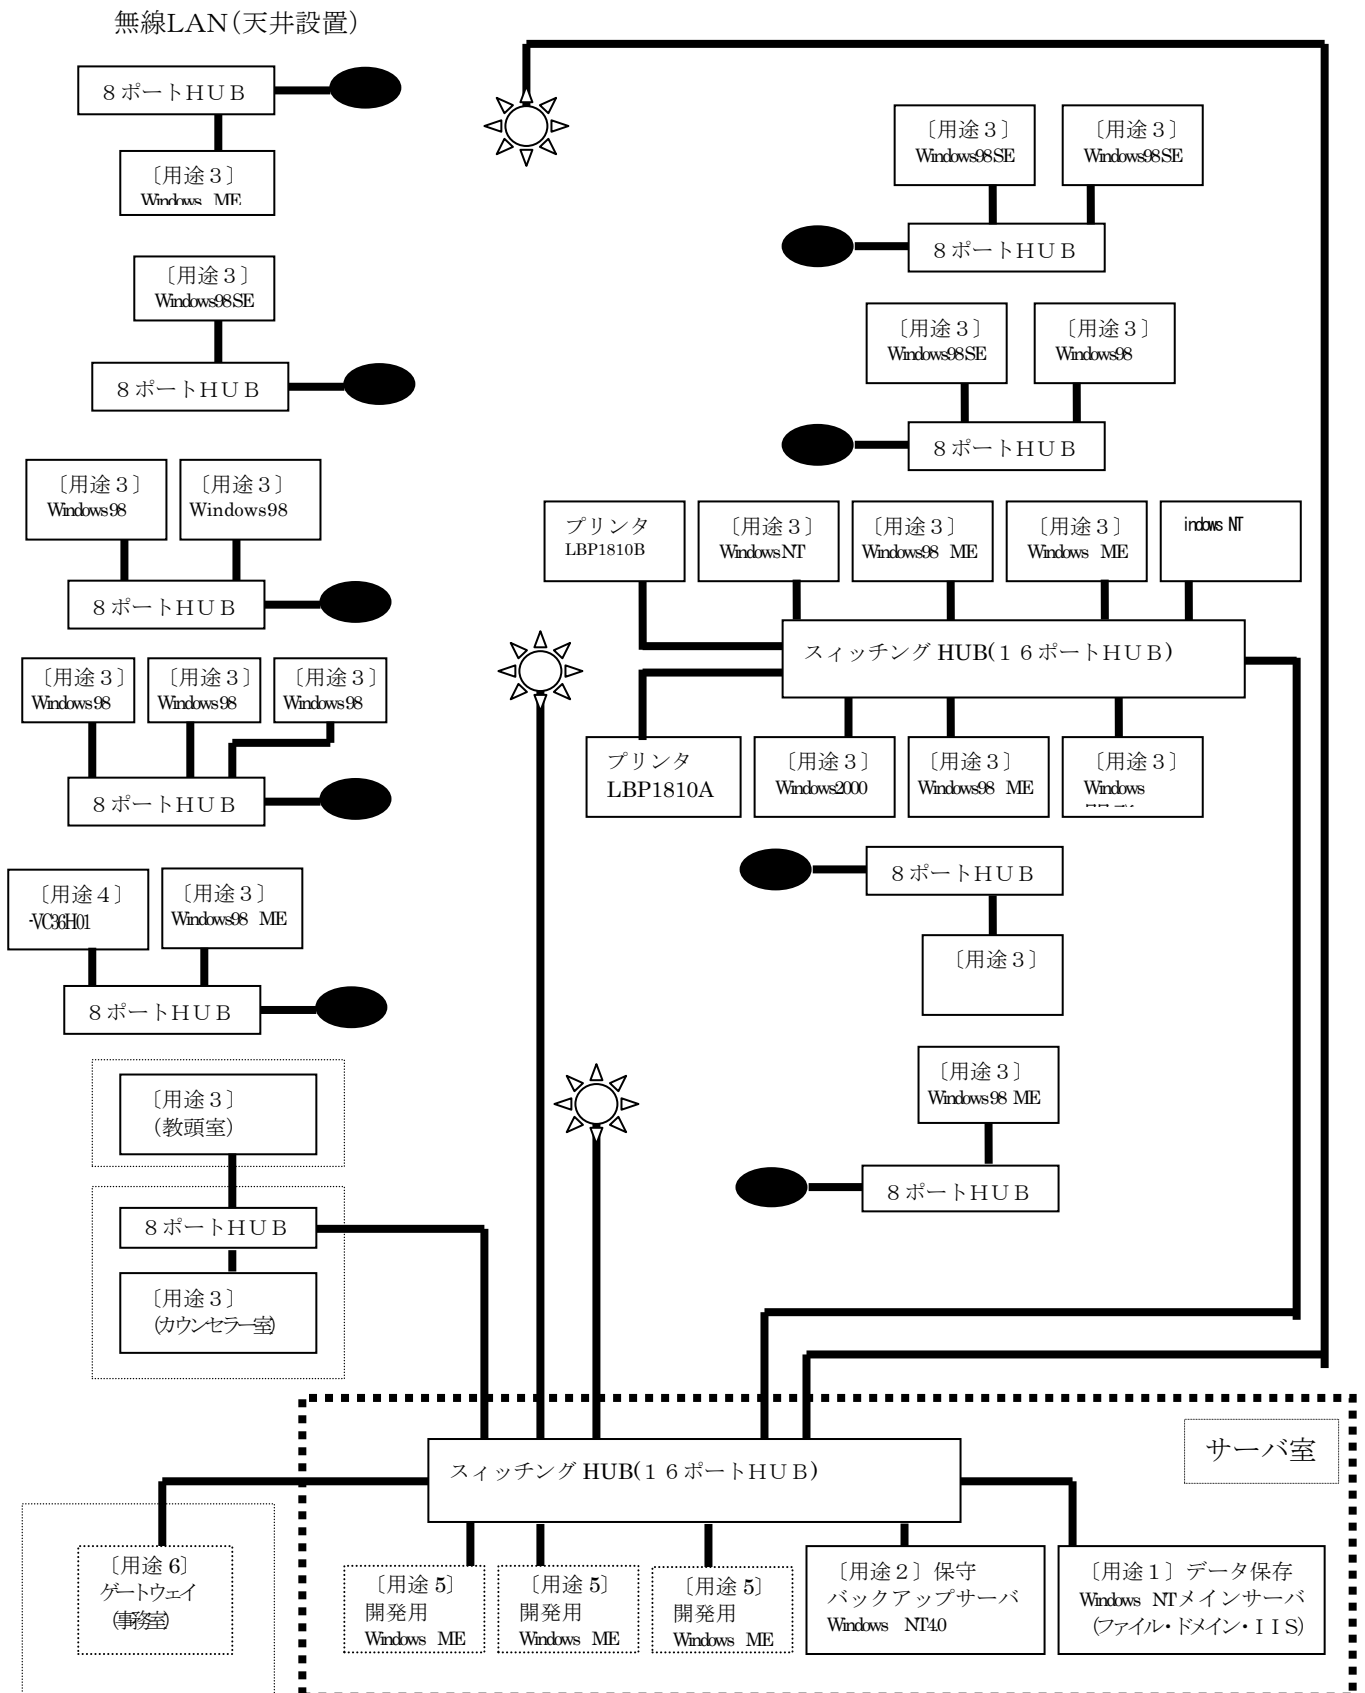 無線LAN(天井設置)
８ポートHUB
〔用途３〕
Windows ME
〔用途３〕
Windows98SE
８ポートHUB
〔用途３〕
Windows98
〔用途３〕
Windows98
８ポートHUB
〔用途３〕
Windows98
〔用途３〕
Windows98
〔用途３〕
Windows98
８ポートHUB
〔用途４〕
-VC36H01
〔用途３〕
Windows98 ME
８ポートHUB
〔用途３〕
(教頭室)
８ポートHUB
〔用途３〕
(カウンセラー室)
〔用途３〕
Windows98SE
〔用途３〕
Windows98SE
８ポートHUB
〔用途３〕
Windows98SE
〔用途３〕
Windows98
８ポートHUB
プリンタ
LBP1810B
〔用途３〕
WindowsNT
〔用途３〕
Windows98 ME
〔用途３〕
Windows ME
indows NT
スィッチング HUB(１６ポートHUB)
プリンタ
LBP1810A
〔用途３〕
Windows2000
〔用途３〕
Windows98 ME
〔用途３〕
Windows
８ポートHUB
〔用途３〕
〔用途３〕
Windows98 ME
８ポートHUB
サーバ室
スィッチング HUB(１６ポートHUB)
〔用途 6〕
ゲートウェイ
(事務室)
〔用途 5〕
開発用
Windows ME
〔用途 5〕
開発用
Windows ME
〔用途 5〕
開発用
Windows ME
〔用途２〕保守
バックアップサーバ
Windows NT4.0
〔用途１〕データ保存
Windows NTメインサーバ
(ファイル・ドメイン・ＩＩＳ)